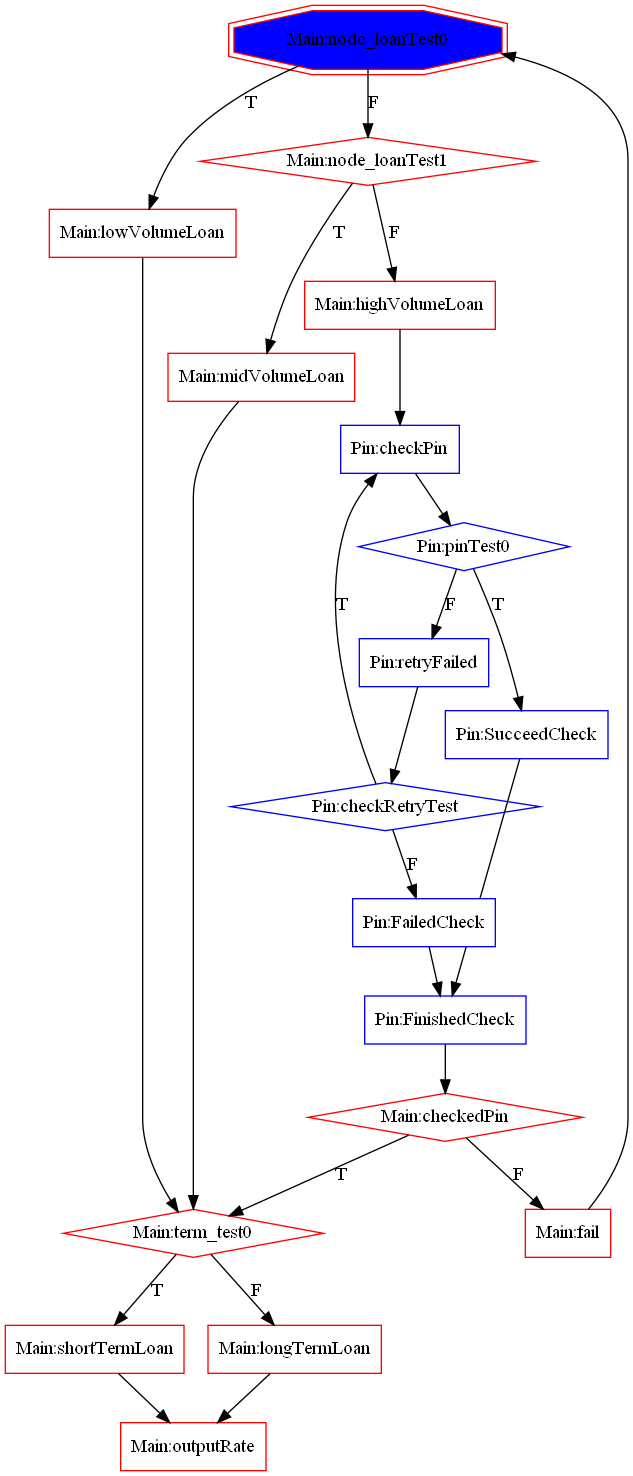 Main:node_loanTest0
T
F
Main:node_loanTest1
Main:lowVolumeLoan
T
F
Main:highVolumeLoan
Main:midVolumeLoan
Pin:checkPin
Pin:pinTest0
T
F
T
Pin:retryFailed
Pin:SucceedCheck
Pin:checkRetryTest
F
Pin:FailedCheck
Pin:FinishedCheck
Main:checkedPin
T
F
Main:term_test0
Main:fail
T
F
Main:shortTermLoan
Main:longTermLoan
Main:outputRate